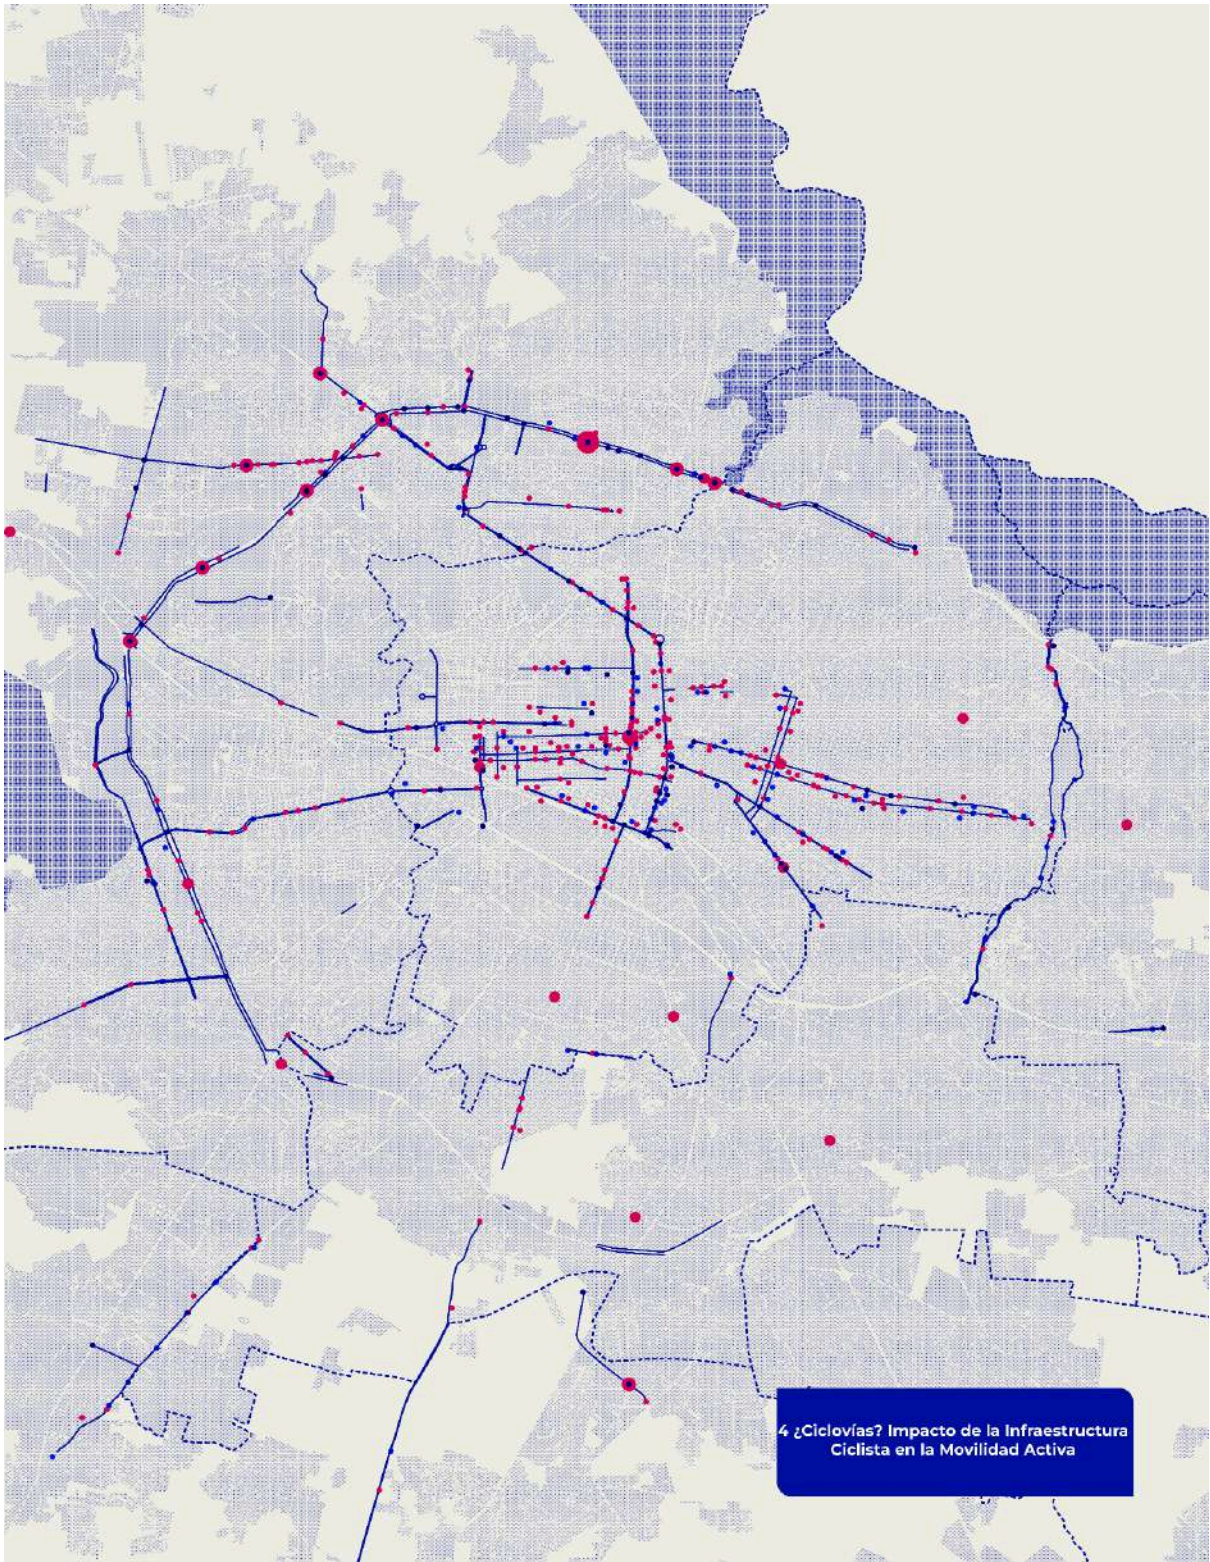 4 ¿Ciclovías? Impacto de la Infraestructura
Ciclista en la Movilidad Activa